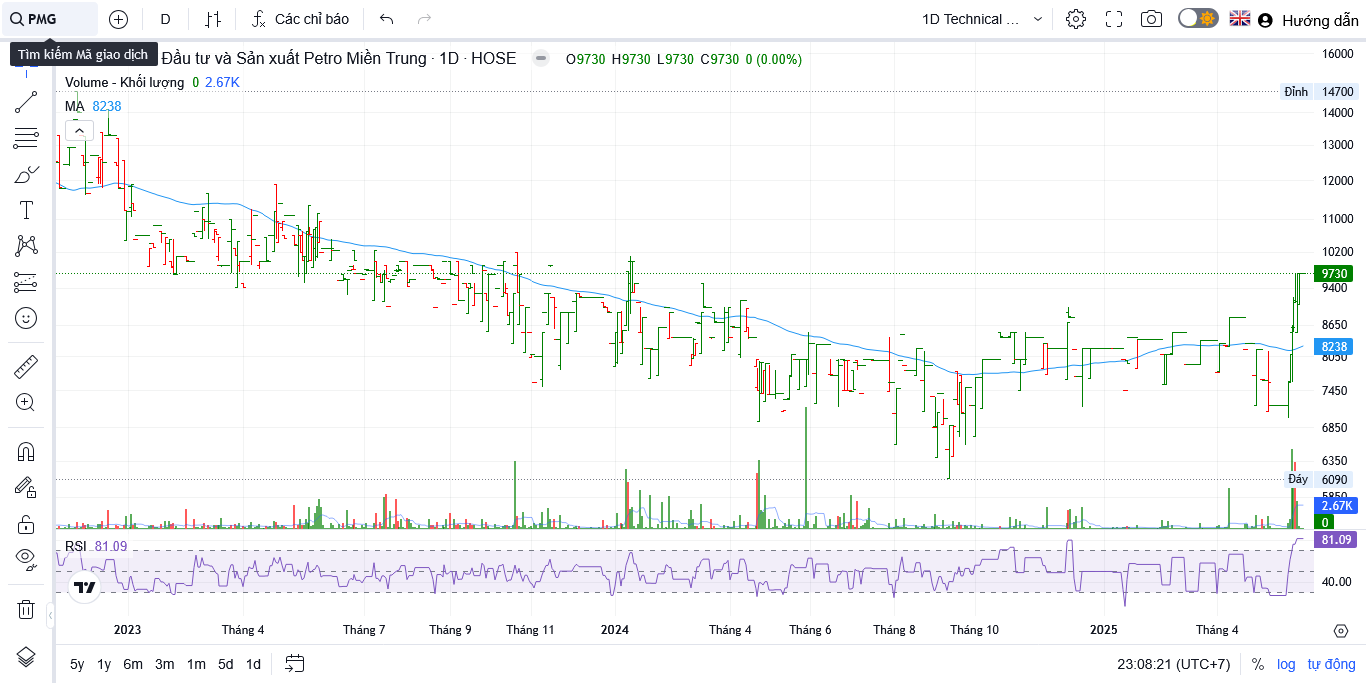 PMG D Các chỉ báo 1D Technical ... Hướng dẫn
Tìm kiếm Mã giao dịch
Đầu tư và Sản xuất Petro Miền Trung · 1D · HOSE O9730 H9730 L9730 C9730 0 (0.00%)
Volume - Khối lượng 0 2.67K
MA 8238
16000
Đỉnh 14700
14000
13000
12000
11000
10200
9730
9400
8650
8238
8050
7450
6850
6350
Đáy 6090
5850
2.67K
0
RSI 81.09
81.09
40.00
2023 Tháng 4 Tháng 7 Tháng 9 Tháng 11 2024 Tháng 4 Tháng 6 Tháng 8 Tháng 10 2025 Tháng 4
5y 1y 6m 3m 1m 5d 1d 23:08:21 (UTC+7) % log tự động